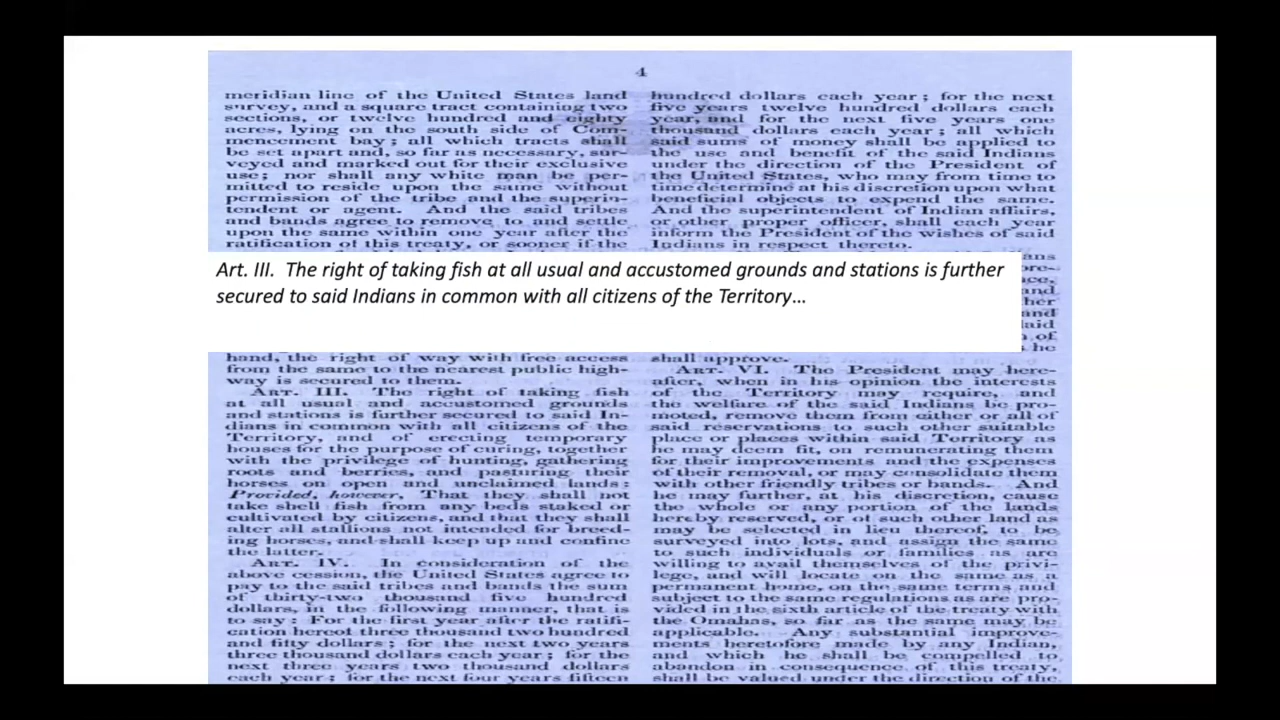 4
meridian line of the United States land
survey, and a square tract containing two
sections, or twelve hundred and eighty
acres, lying on the south side of Com-
mencement bay; all which tracts shall
be set apart and, so far as necessary, sur-
veyed and marked out for their exclusive
use; nor shall any white man be per-
mitted to reside upon the same without
permission of the tribe and the superin-
tendent or agent. And the said tribes
and bands agree to remove to and settle
upon the same within one year after the
ratification of this treaty, or sooner if the
Art. III. The right of taking fish at all usual and accustomed grounds and stations is further
secured to said Indians in common with all citizens of the Territory...
hand, the right of way with free access
from the same to the nearest public high-
way is secured to them.
ART. III. The right of taking fish
at all usual and accustomed grounds
and stations is further secured to said In-
dians in common with all citizens of the
Territory, and of erecting temporary
houses for the purpose of curing, together
with the privilege of hunting, gathering
roots and berries, and pasturing their
horses on open and unclaimed lands:
Provided, however, That they shall not
take shell fish from any beds staked or
cultivated by citizens, and that they shall
alter all stallions not intended for breed-
ing horses, and shall keep up and confine
the latter.
ART. IV. In consideration of the
above cession, the United States agree to
pay to the said tribes and bands the sum
of thirty-two thousand five hundred
dollars, in the following manner, that is
to say: For the first year after the ratifi-
cation hereof three thousand two hundred
and fifty dollars; for the next two years
three thousand dollars each year; for the
next three years two thousand dollars
each year; for the next four years fifteen
hundred dollars each year; for the next
five years twelve hundred dollars each
year, and for the next five years one
thousand dollars each year; all which
said sums of money shall be applied to
the use and benefit of the said Indians
under the direction of the President of
the United States, who may from time to
time determine at his discretion upon what
beneficial objects to expend the same.
And the superintendent of Indian affairs,
or other proper officer, shall each year
inform the President of the wishes of said
Indians in respect thereto.
shall approve.
ART. VI. The President may here-
after, when in his opinion the interests
of the Territory may require, and
the welfare of the said Indians be pro-
moted, remove them from either or all of
said reservations to such other suitable
place or places within said Territory as
he may deem fit, on remunerating them
for their improvements and the expenses
of their removal, or may consolidate them
with other friendly tribes or bands. And
he may further, at his discretion, cause
the whole or any portion of the lands
hereby reserved, or of such other land as
may be selected in lieu thereof, to be
surveyed into lots, and assign the same
to such individuals or families as are
willing to avail themselves of the privi-
lege, and will locate on the same as a
permanent home, on the same terms and
subject to the same regulations as are pro-
vided in the sixth article of the treaty with
the Omahas, so far as the same may be
applicable. Any substantial improve-
ments heretofore made by any Indian,
and which he shall be compelled to
abandon in consequence of this treaty,
shall be valued under the direction of the